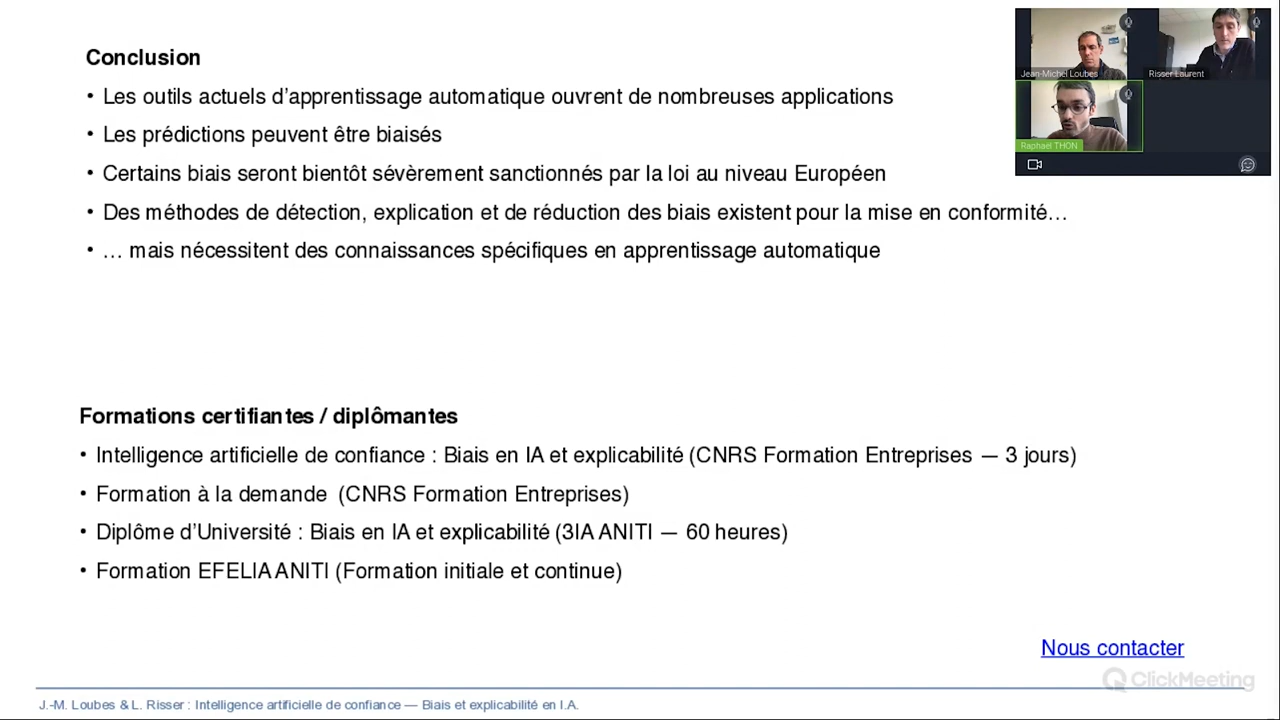 Conclusion
• Les outils actuels d’apprentissage automatique ouvrent de nombreuses applications
• Les prédictions peuvent être biaisés
• Certains biais seront bientôt sévèrement sanctionnés par la loi au niveau Européen
• Des méthodes de détection, explication et de réduction des biais existent pour la mise en conformité…
• … mais nécessitent des connaissances spécifiques en apprentissage automatique
Jean-Michel Loubes
Risser Laurent
Raphaël THON
Formations certifiantes / diplômantes
• Intelligence artificielle de confiance : Biais en IA et explicabilité (CNRS Formation Entreprises — 3 jours)
• Formation à la demande (CNRS Formation Entreprises)
• Diplôme d’Université : Biais en IA et explicabilité (3IA ANITI — 60 heures)
• Formation EFELIA ANITI (Formation initiale et continue)
Nous contacter
ClickMeeting
J.-M. Loubes & L. Risser : Intelligence artificielle de confiance — Biais et explicabilité en I.A.